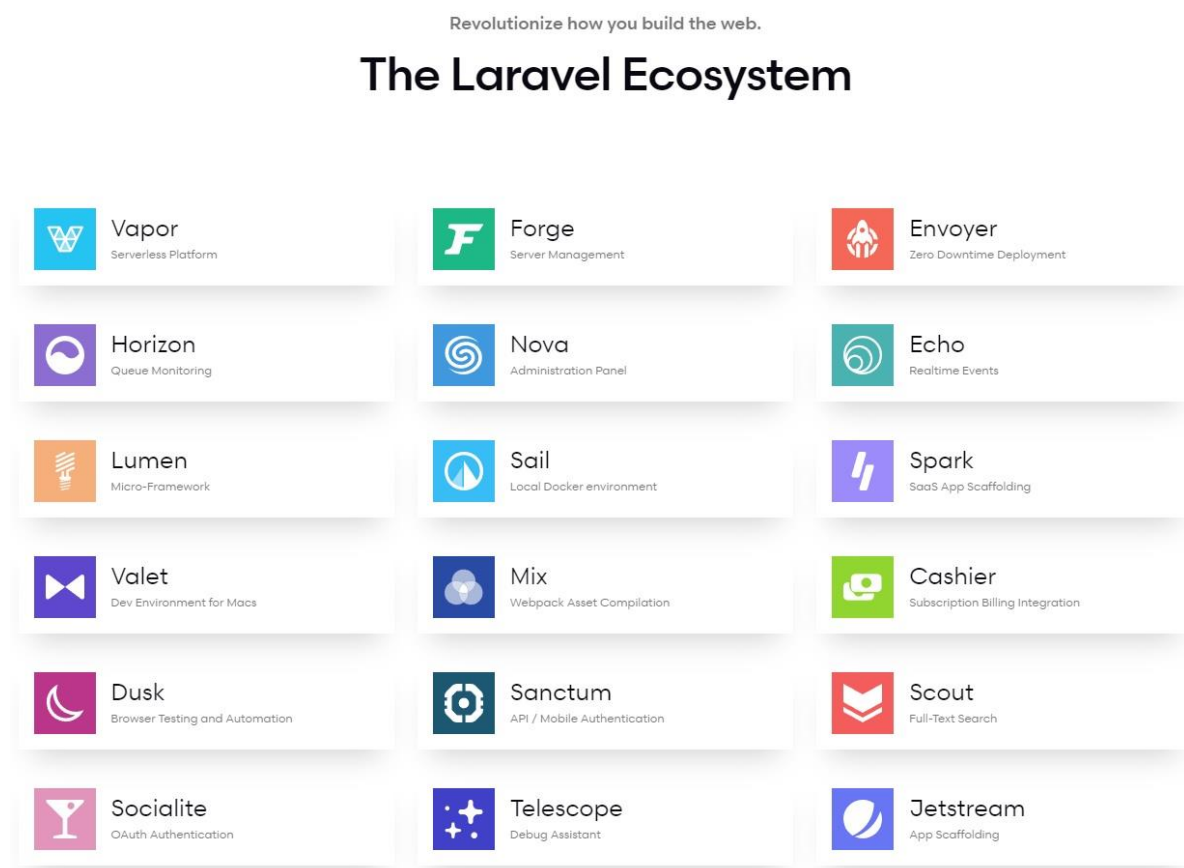 Revolutionize how you build the web.
The Laravel Ecosystem
Vapor
Serverless Platform
Forge
Server Management
Envoyer
Zero Downtime Deployment
Horizon
Queue Monitoring
Nova
Administration Panel
Echo
Realtime Events
Lumen
Micro-Framework
Sail
Local Docker environment
Spark
SaaS App Scaffolding
Valet
Dev Environment for Macs
Mix
Webpack Asset Compilation
Cashier
Subscription Billing Integration
Dusk
Browser Testing and Automation
Sanctum
API / Mobile Authentication
Scout
Full-Text Search
Socialite
OAuth Authentication
Telescope
Debug Assistant
Jetstream
App Scaffolding